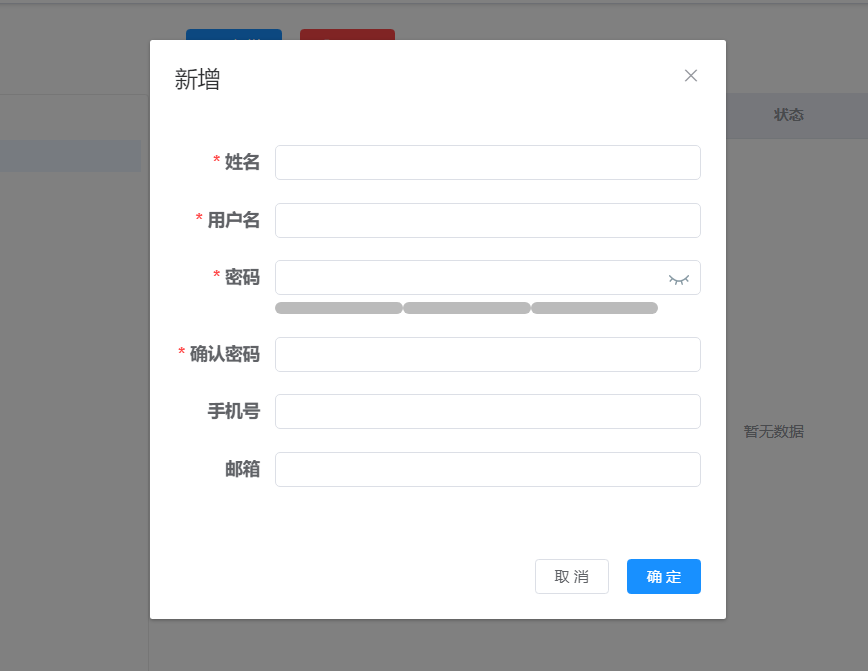 新增
状态
* 姓名
* 用户名
* 密码
* 确认密码
手机号
暂无数据
邮箱
取 消
确 定